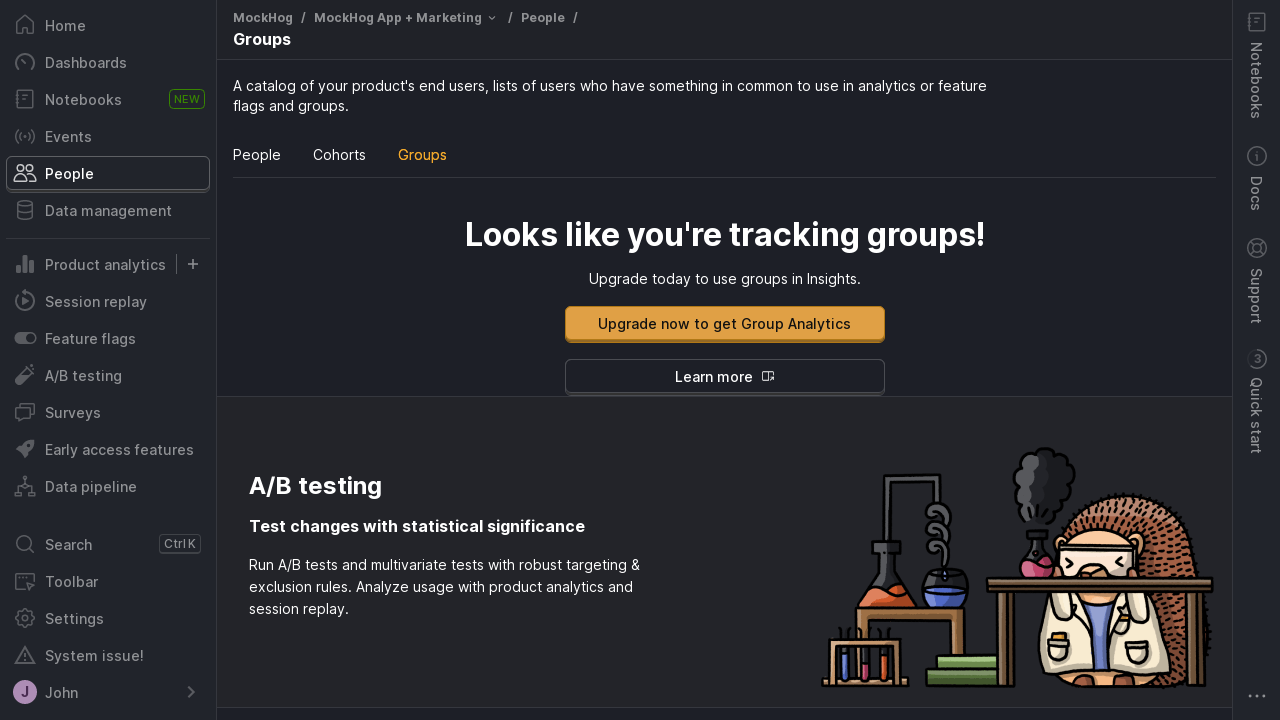 Home
Dashboards
Notebooks NEW
Events
People
Data management
Product analytics
Session replay
Feature flags
A/B testing
Surveys
Early access features
Data pipeline
Search Ctrl K
Toolbar
Settings
System issue!
J John
MockHog / MockHog App + Marketing / People /
Groups
A catalog of your product's end users, lists of users who have something in common to use in analytics or feature
flags and groups.
People Cohorts Groups
Looks like you're tracking groups!
Upgrade today to use groups in Insights.
Upgrade now to get Group Analytics
Learn more
A/B testing
Test changes with statistical significance
Run A/B tests and multivariate tests with robust targeting &
exclusion rules. Analyze usage with product analytics and
session replay.
Notebooks
Docs
Support
3
Quick start